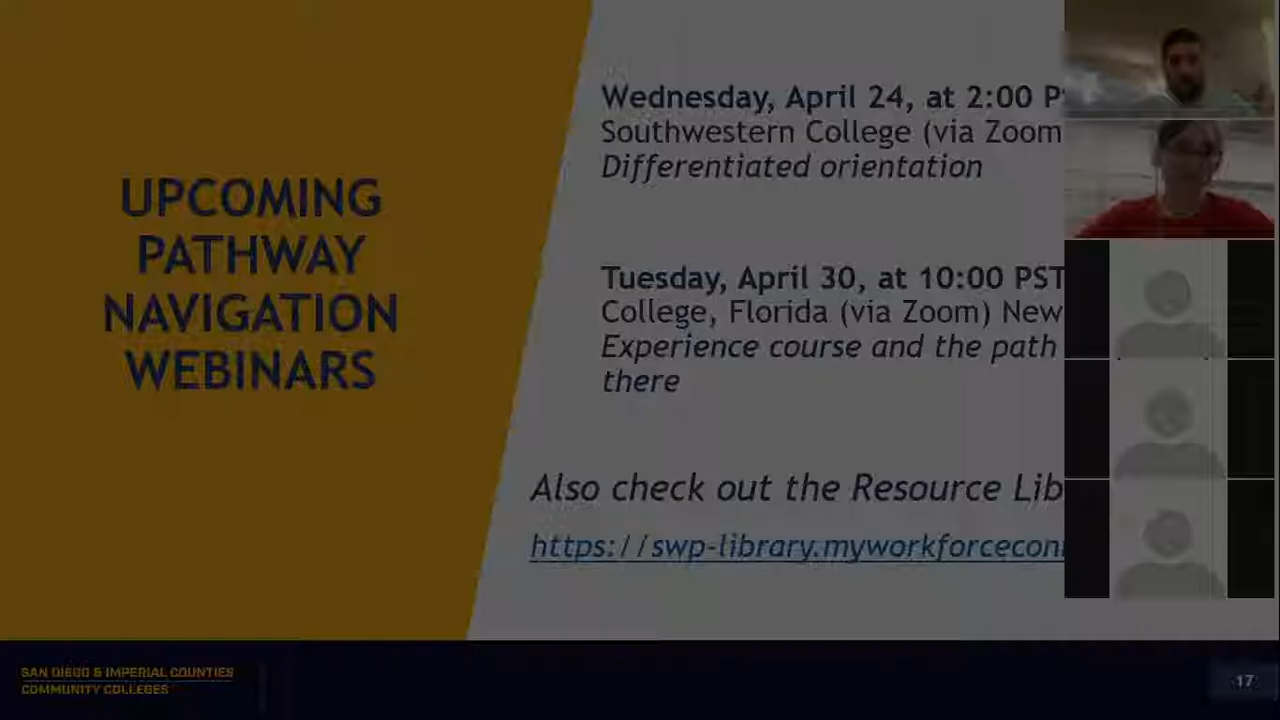 UPCOMING
PATHWAY
NAVIGATION
WEBINARS
Wednesday, April 24, at 2:00 P
Southwestern College (via Zoom
Differentiated orientation
Tuesday, April 30, at 10:00 PST
College, Florida (via Zoom) New
Experience course and the path
there
Also check out the Resource Lib
https://swp-library.myworkforcecon
SAN DIEGO & IMPERIAL COUNTIES
COMMUNITY COLLEGES
17